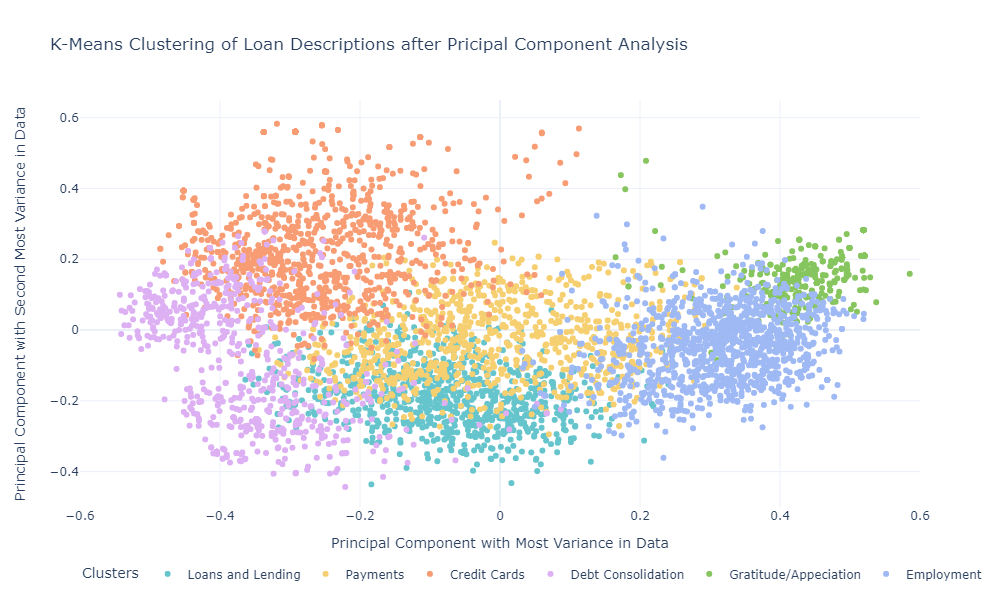 K-Means Clustering of Loan Descriptions after Pricipal Component Analysis
Principal Component with Second Most Variance in Data
0.6
0.4
0.2
0
−0.2
−0.4
−0.6 −0.4 −0.2 0 0.2 0.4 0.6
Principal Component with Most Variance in Data
Clusters Loans and Lending Payments Credit Cards Debt Consolidation Gratitude/Appeciation Employment